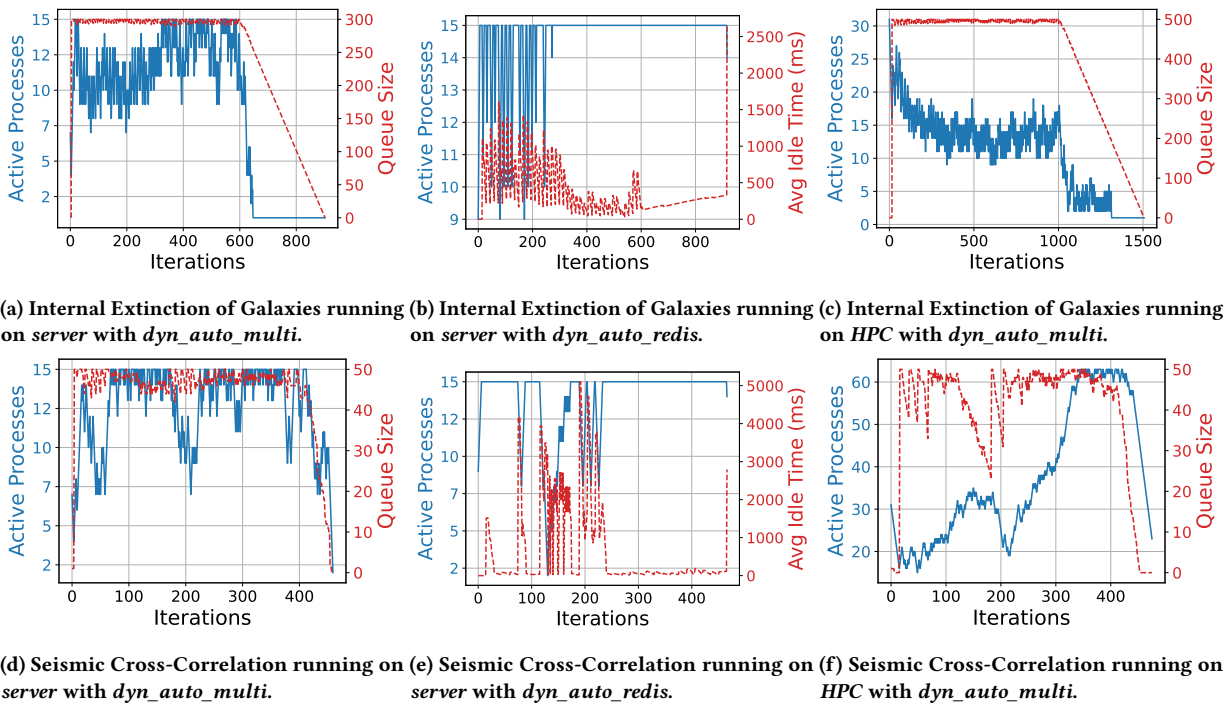 15
12
10
7
5
2
Active Processes
300
250
200
150
100
50
0
Queue Size
0 200 400 600 800
Iterations
15
14
13
12
11
10
9
Active Processes
2500
2000
1500
1000
500
0
Avg Idle Time (ms)
0 200 400 600 800
Iterations
30
25
20
15
10
5
0
Active Processes
500
400
300
200
100
0
Queue Size
0 500 1000 1500
Iterations
(a) Internal Extinction of Galaxies running
on server with dyn_auto_multi.
(b) Internal Extinction of Galaxies running
on server with dyn_auto_redis.
(c) Internal Extinction of Galaxies running
on HPC with dyn_auto_multi.
15
12
10
7
5
2
Active Processes
50
40
30
20
10
0
Queue Size
0 100 200 300 400
Iterations
15
12
10
7
5
2
Active Processes
5000
4000
3000
2000
1000
0
Avg Idle Time (ms)
0 200 400
Iterations
60
50
40
30
20
Active Processes
50
40
30
20
10
0
Queue Size
0 100 200 300 400
Iterations
(d) Seismic Cross-Correlation running on
server with dyn_auto_multi.
(e) Seismic Cross-Correlation running on
server with dyn_auto_redis.
(f) Seismic Cross-Correlation running on
HPC with dyn_auto_multi.